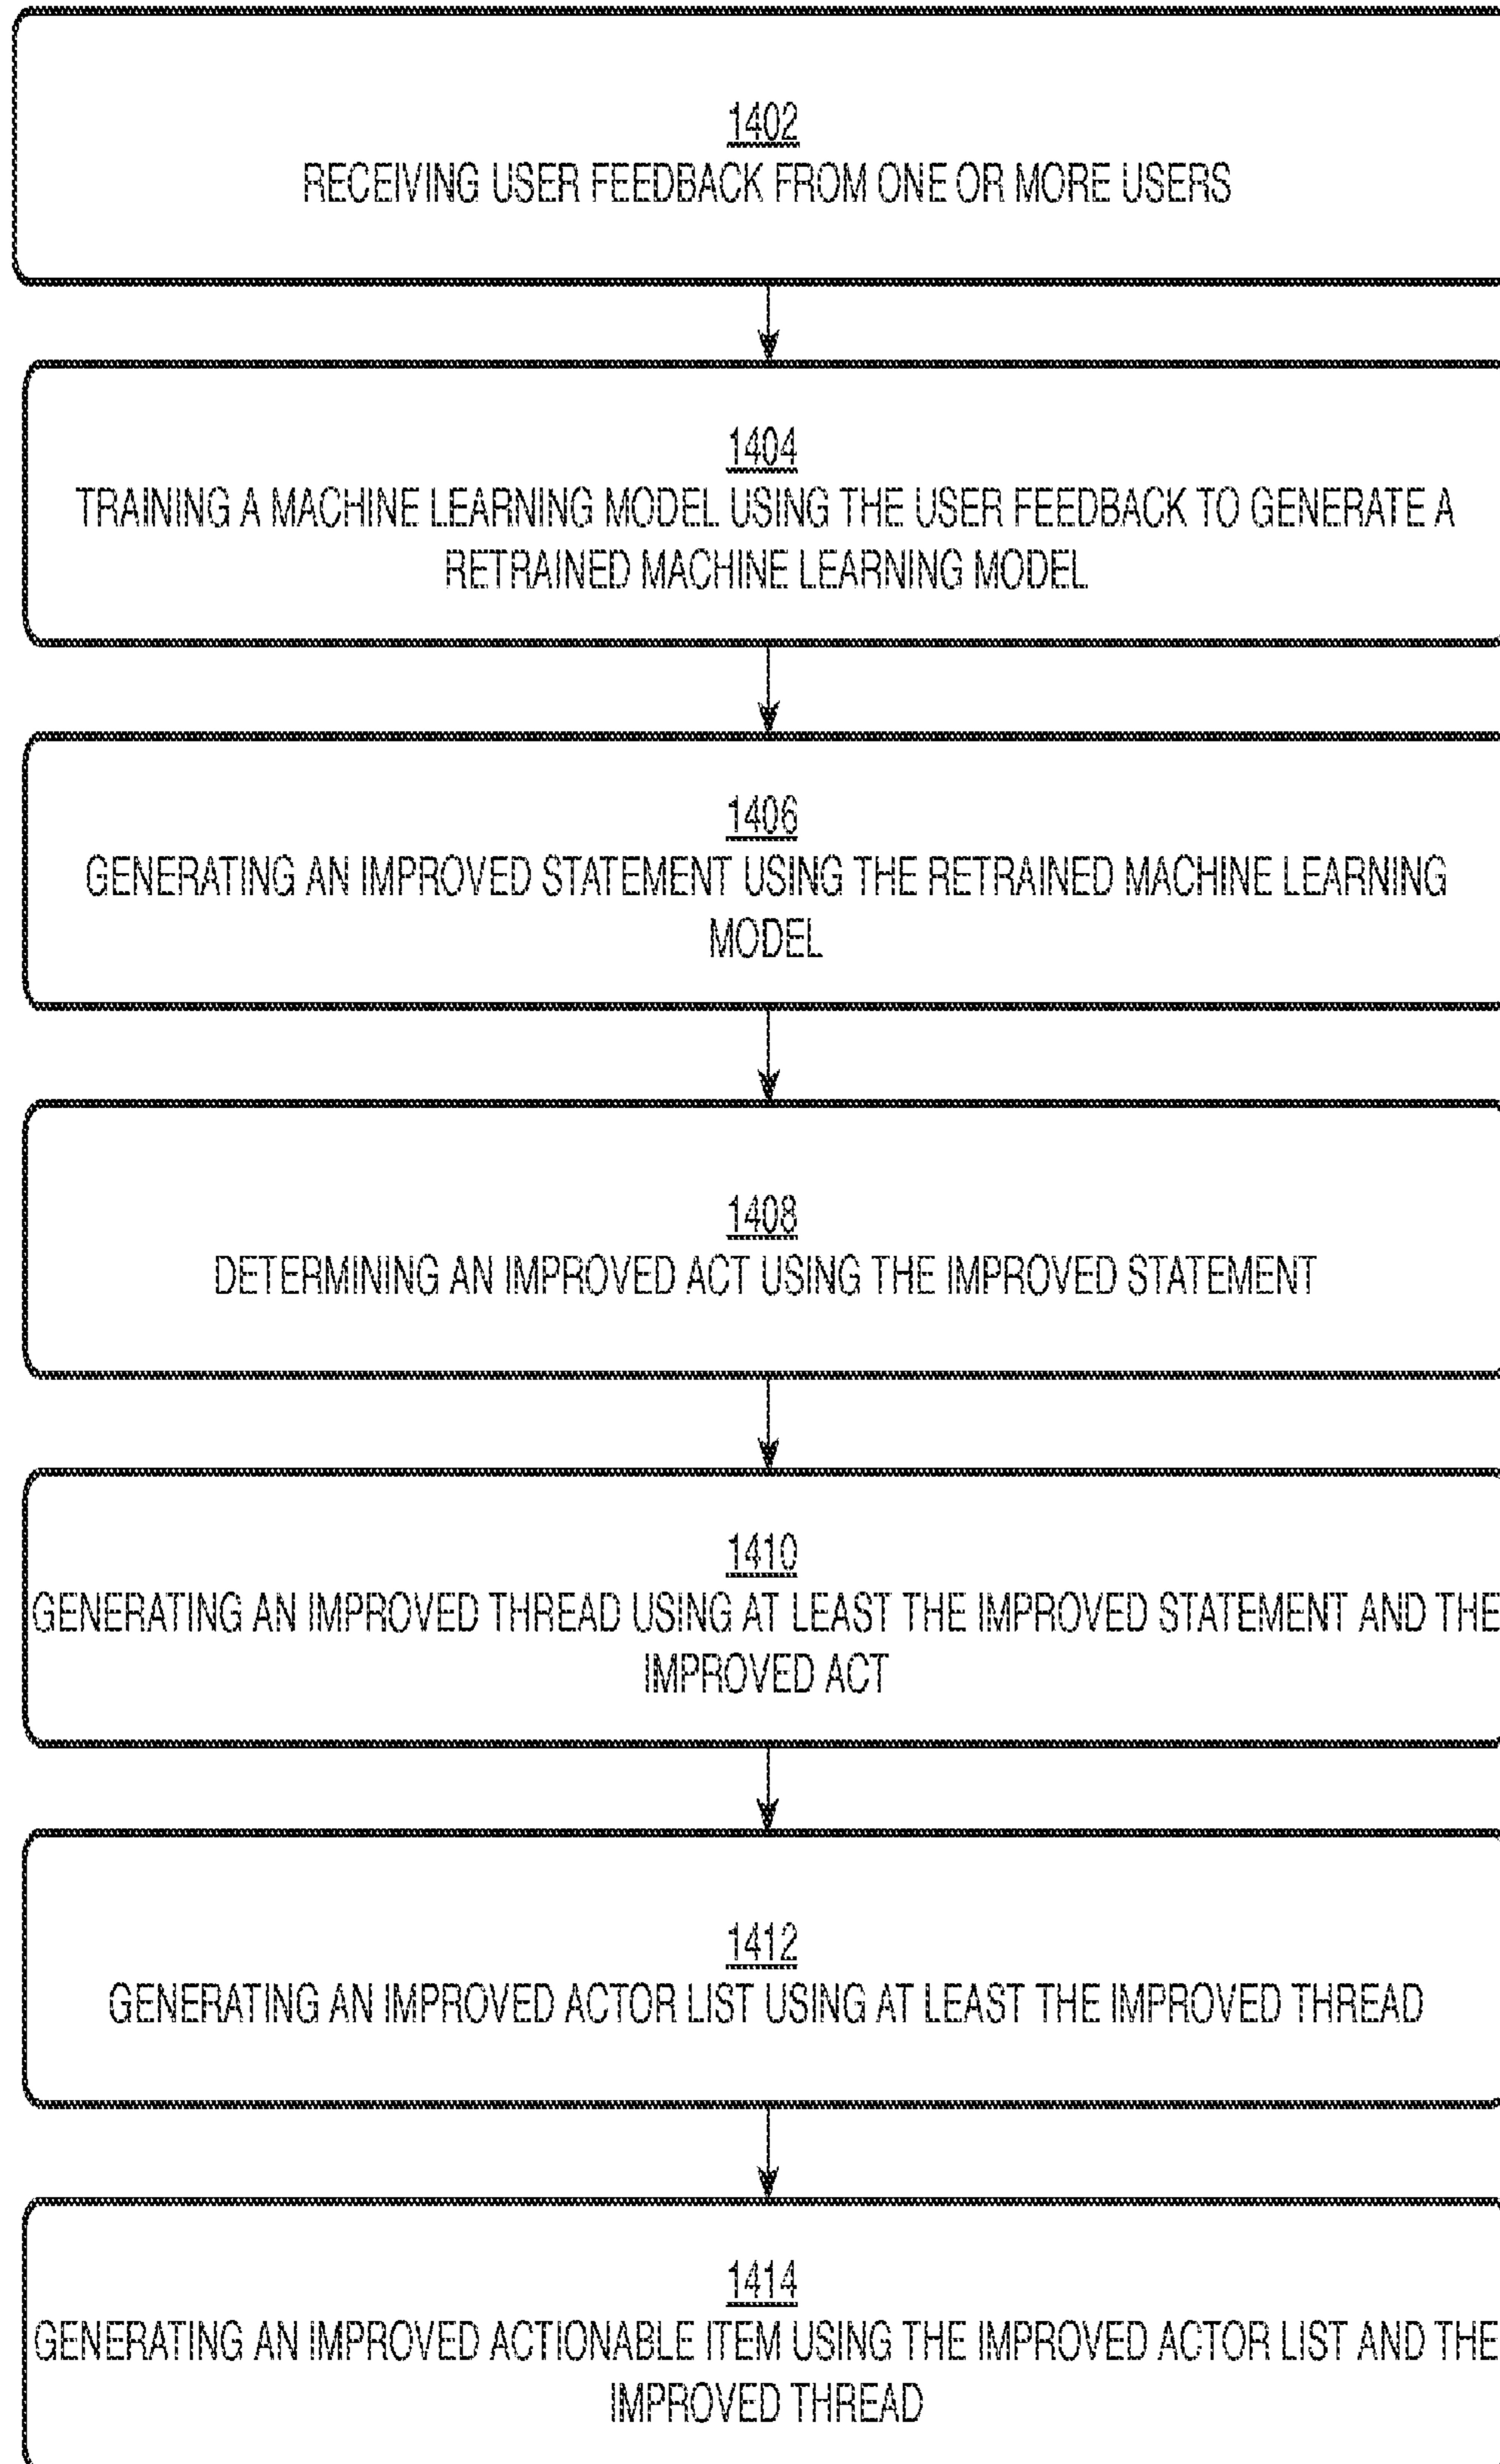 1402
RECEIVING USER FEEDBACK FROM ONE OR MORE USERS
1404
TRAINING A MACHINE LEARNING MODEL USING THE USER FEEDBACK TO GENERATE A
RETRAINED MACHINE LEARNING MODEL
1406
GENERATING AN IMPROVED STATEMENT USING THE RETRAINED MACHINE LEARNING
MODEL
1408
DETERMINING AN IMPROVED ACT USING THE IMPROVED STATEMENT
1410
GENERATING AN IMPROVED THREAD USING AT LEAST THE IMPROVED STATEMENT AND THE
IMPROVED ACT
1412
GENERATING AN IMPROVED ACTOR LIST USING AT LEAST THE IMPROVED THREAD
1414
GENERATING AN IMPROVED ACTIONABLE ITEM USING THE IMPROVED ACTOR LIST AND THE
IMPROVED THREAD